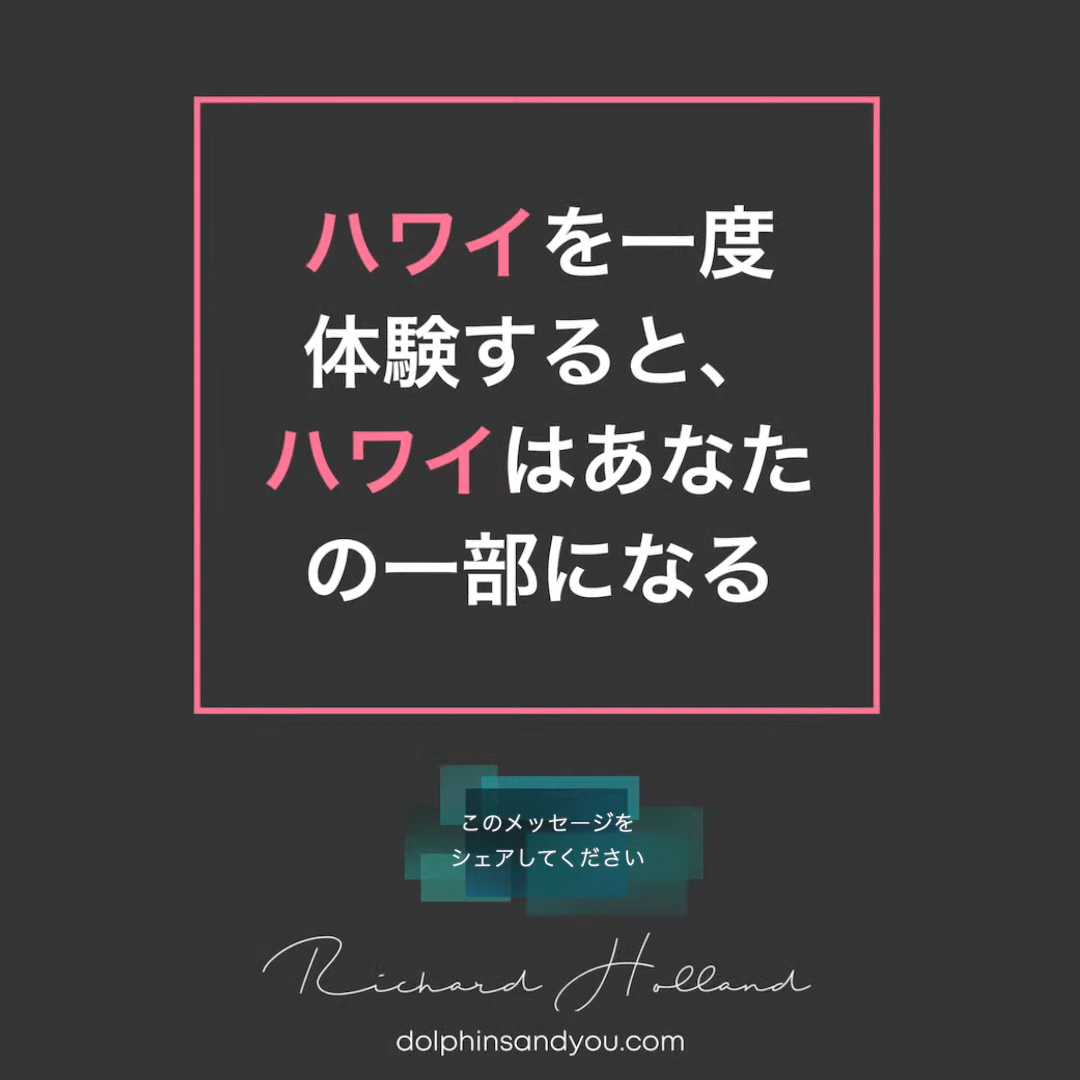 ハワイを一度
体験すると、
ハワイはあなた
の一部になる
このメッセージを
シェアしてください
Richard Holland
dolphinsandyou.com